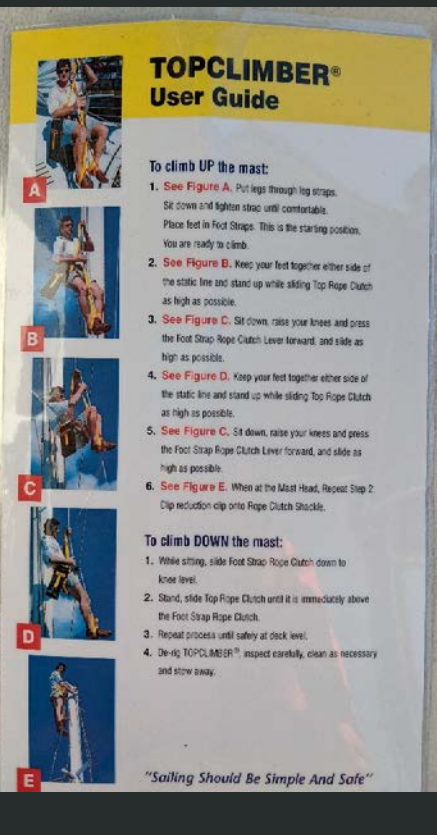 TOPCLIMBER®
User Guide
To climb UP the mast:
1. See Figure A. Put legs through leg straps.
Sit down and tighten strap until comfortable.
Place feet in Foot Straps. This is the starting position.
You are ready to climb.
2. See Figure B. Keep your feet together either side of
the static line and stand up while sliding Top Rope Clutch
as high as possible.
3. See Figure C. Sit down, raise your knees and press
the Foot Strap Rope Clutch Lever forward, and slide as
high as possible.
4. See Figure D. Keep your feet together either side of
the static line and stand up while sliding Top Rope Clutch
as high as possible.
5. See Figure C. Sit down, raise your knees and press
the Foot Strap Rope Clutch Lever forward, and slide as
high as possible.
6. See Figure E. When at the Mast Head, Repeat Step 2.
Clip reduction clip onto Rope Clutch Shackle.
To climb DOWN the mast:
1. While sitting, slide Foot Strap Rope Clutch down to
knee level.
2. Stand, slide Top Rope Clutch until it is immediately above
the Foot Strap Rope Clutch.
3. Repeat process until safely at deck level.
4. De-rig TOPCLIMBER®, inspect carefully, clean as necessary
and stow away.
"Sailing Should Be Simple And Safe"
A
B
C
D
E